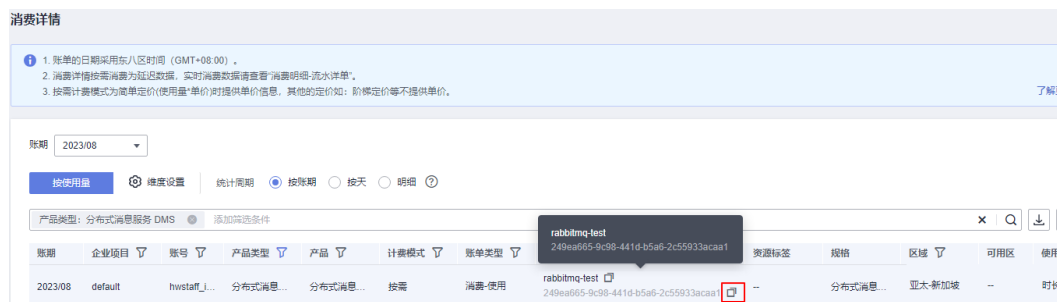 消费详情
1. 账单的日期采用东八区时间（GMT+08:00）。
2. 消费详情按需消费为延迟数据，实时消费数据请查看“消费明细-流水详单”。
3. 按需计费模式为简单定价(使用量*单价)时提供单价信息，其他的定价如：阶梯定价等不提供单价。
了解
账期 2023/08
按使用量 维度设置 统计周期 按账期 按天 明细
产品类型：分布式消息服务 DMS 添加筛选条件
rabbitmq-test
249ea665-9c98-441d-b5a6-2c55933acaa1
账期 企业项目 账号 产品类型 产品 计费模式 账单类型 资源标签 规格 区域 可用区 使用
2023/08 default hwstaff_i... 分布式消息... 分布式消息... 按需 消费-使用 rabbitmq-test -- 分布式消息... 亚太-新加坡 -- 时长
249ea665-9c98-441d-b5a6-2c55933acaa1